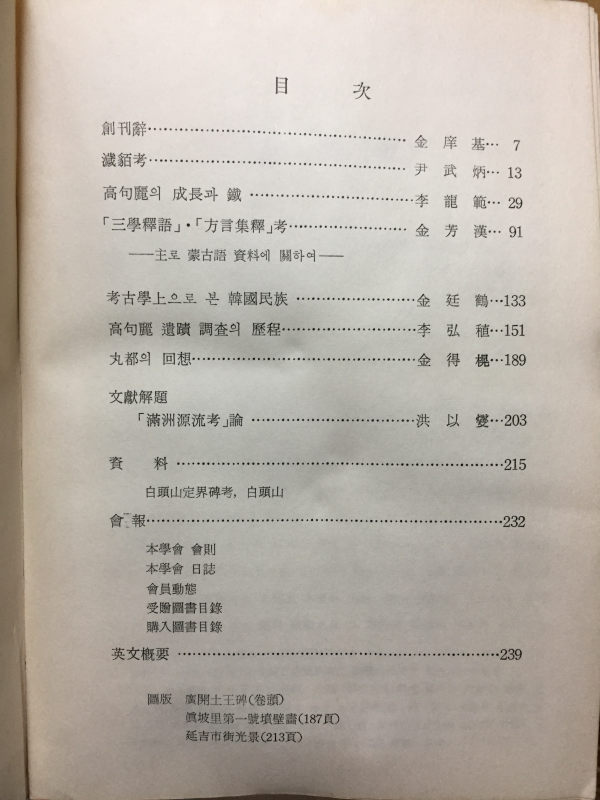 目 次
創刊辭……金庠基…7
濊貊考……尹武炳…13
高句麗의 成長과 鐵……李龍範…29
「三學釋語」・「方言集釋」考……金芳漢…91
——主로 蒙古語 資料에 關하여——
考古學上으로 본 韓國民族……金廷鶴…133
高句麗 遺蹟 調査의 歷程……李弘稙…151
丸都의 回想……金得榥…189
文獻解題
「滿洲源流考」論……洪以燮…203
資 料……215
白頭山定界碑考, 白頭山
會 報……232
本學會 會則
本學會 日誌
會員動態
受贈圖書目錄
購入圖書目錄
英文槪要……239
圖版 廣開土王碑(卷頭)
眞坡里第一號墳壁畵(187頁)
延吉市街光景(213頁)